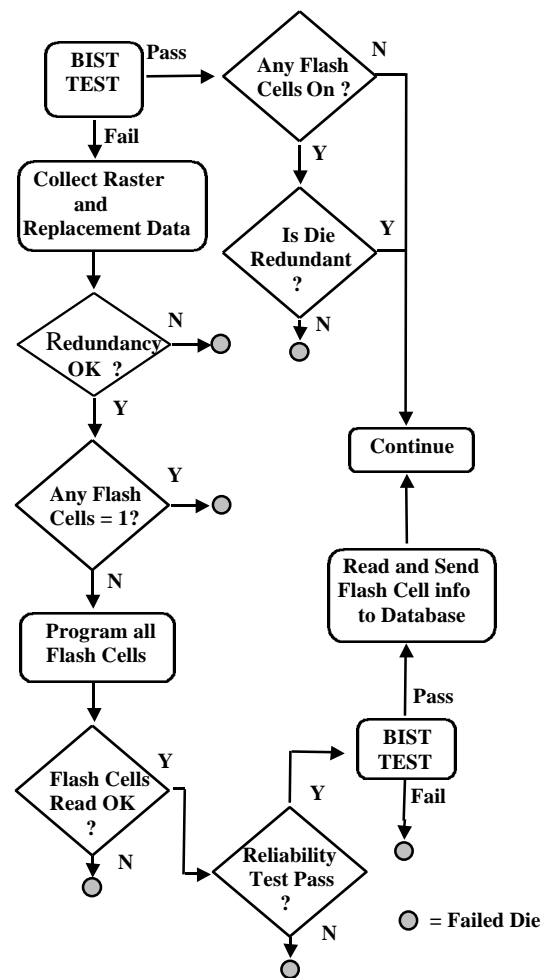 BIST
TEST
Pass
Any Flash
Cells On ?
N
Fail
Y
Collect Raster
and
Replacement Data
Is Die
Redundant
?
Y
N
Redundancy
OK ?
N
Y
Continue
Any Flash
Cells = 1?
Y
N
Read and Send
Flash Cell info
to Database
Program all
Flash Cells
Pass
BIST
TEST
Fail
Flash Cells
Read OK
?
Y
N
Y
Reliability
Test Pass
?
N
= Failed Die